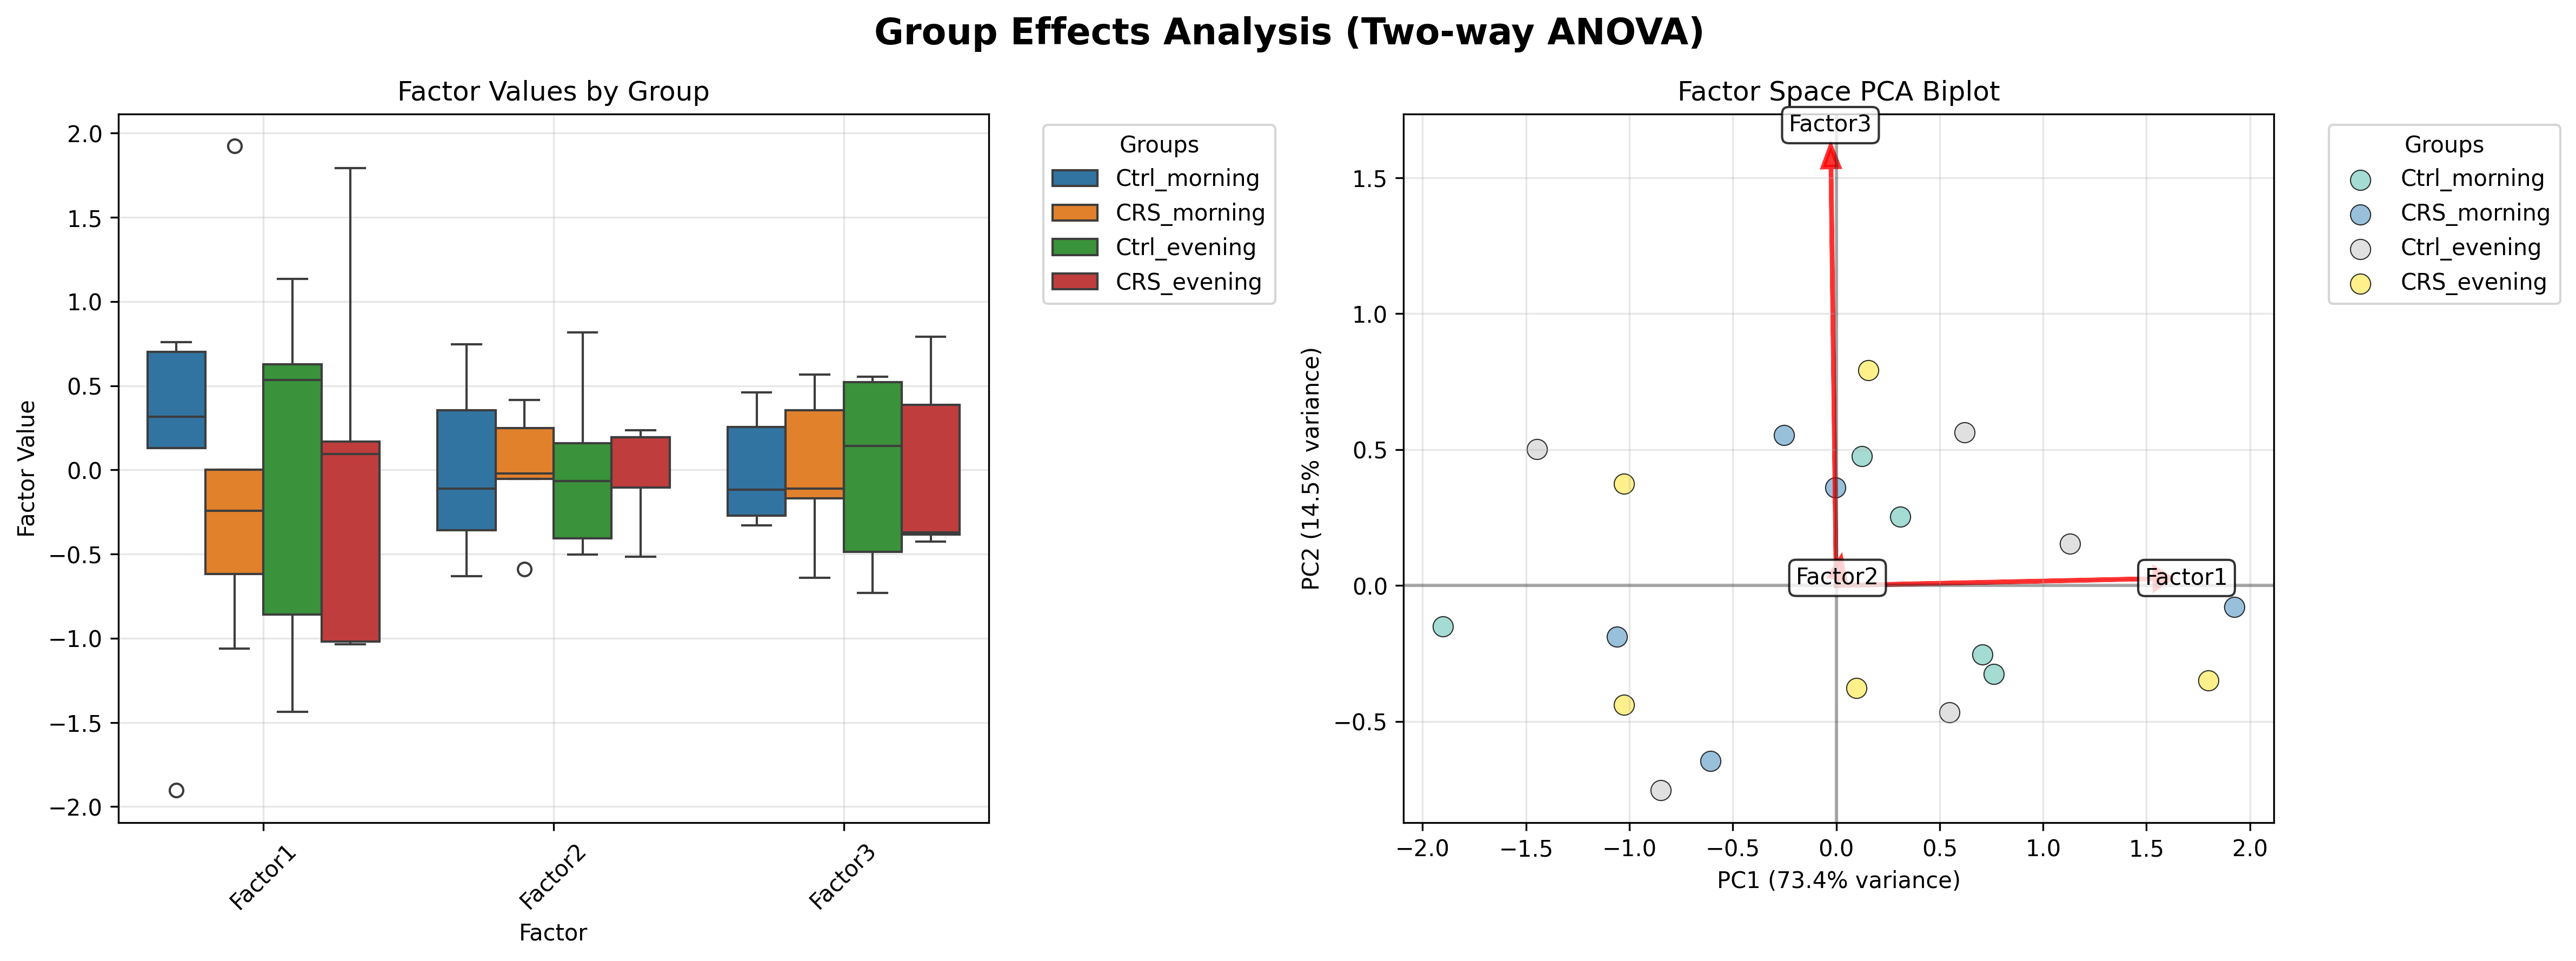 Group Effects Analysis (Two-way ANOVA)
Factor Values by Group
Factor Value
2.0
1.5
1.0
0.5
0.0
−0.5
−1.0
−1.5
−2.0
Factor1
Factor2
Factor3
Factor
Groups
Ctrl_morning
CRS_morning
Ctrl_evening
CRS_evening
Factor Space PCA Biplot
PC2 (14.5% variance)
1.5
1.0
0.5
0.0
−0.5
Factor3
Factor2
Factor1
−2.0
−1.5
−1.0
−0.5
0.0
0.5
1.0
1.5
2.0
PC1 (73.4% variance)
Groups
Ctrl_morning
CRS_morning
Ctrl_evening
CRS_evening